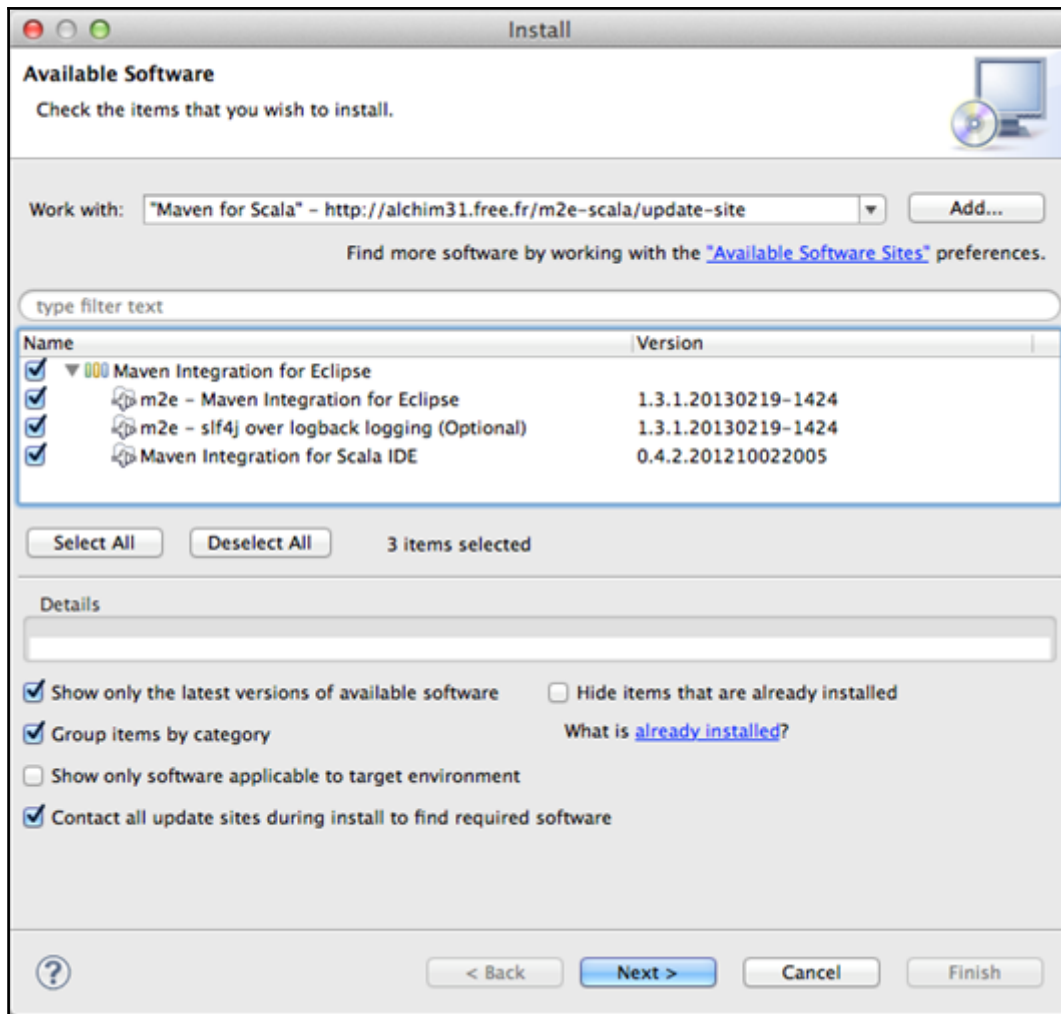 Install
Available Software
Check the items that you wish to install.
Work with: "Maven for Scala" – http://alchim31.free.fr/m2e-scala/update-site Add...
Find more software by working with the "Available Software Sites" preferences.
type filter text
Name Version
Maven Integration for Eclipse
m2e – Maven Integration for Eclipse 1.3.1.20130219-1424
m2e – slf4j over logback logging (Optional) 1.3.1.20130219-1424
Maven Integration for Scala IDE 0.4.2.201210022005
Select All Deselect All 3 items selected
Details
Show only the latest versions of available software Hide items that are already installed
Group items by category What is already installed?
Show only software applicable to target environment
Contact all update sites during install to find required software
? < Back Next > Cancel Finish